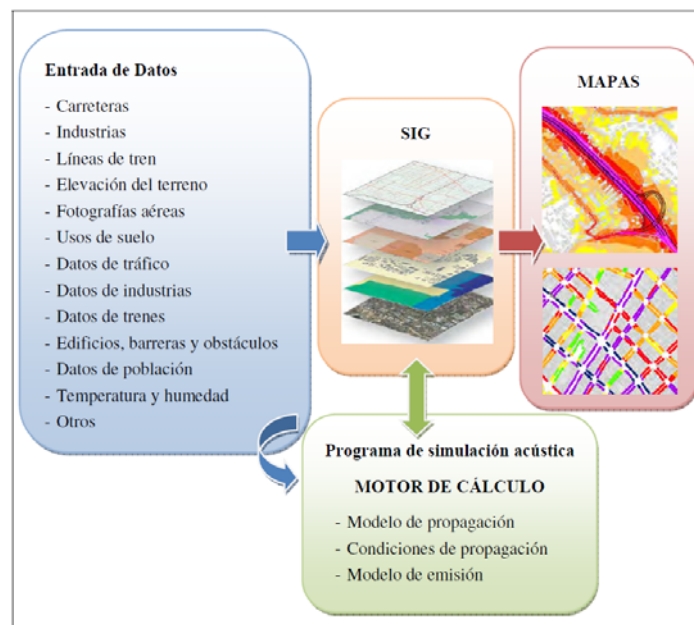 Entrada de Datos
- Carreteras
- Industrias
- Líneas de tren
- Elevación del terreno
- Fotografías aéreas
- Usos de suelo
- Datos de tráfico
- Datos de industrias
- Datos de trenes
- Edificios, barreras y obstáculos
- Datos de población
- Temperatura y humedad
- Otros
SIG
MAPAS
Programa de simulación acústica
MOTOR DE CÁLCULO
- Modelo de propagación
- Condiciones de propagación
- Modelo de emisión